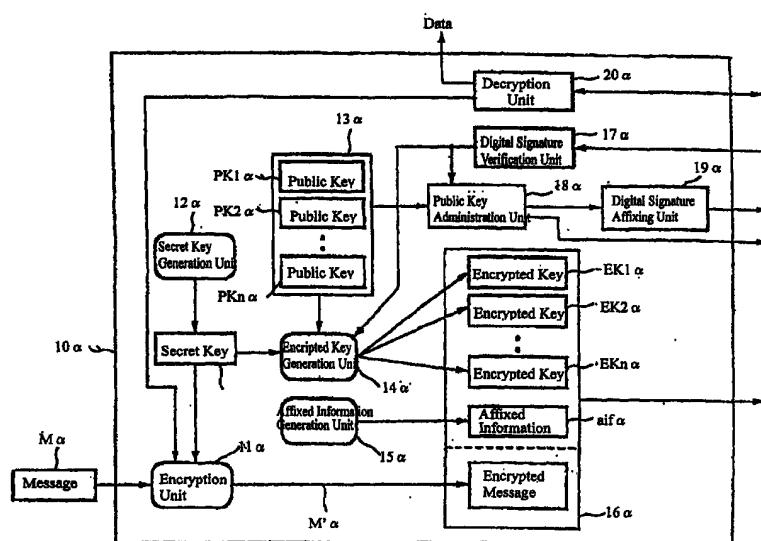 Data
Decryption
Unit
20 α
17 α
Digital Signature
Verification Unit
13 α
PK1 α
Public Key
19 α
12 α
PK2 α
Public Key
Public Key
Administration Unit
18 α
Digital Signature
Affixing Unit
Secret Key
Generation Unit
PKn α
Public Key
Encrypted Key
EK1 α
Encrypted Key
EK2 α
10 α
Secret Key
Encripted Key
Generation Unit
14 α
Encrypted Key
EKn α
Affixed Information
Generation Unit
15 α
Affixed
Information
aif α
M α
11 α
Message
Encryption
Unit
M' α
Encrypted
Message
16 α